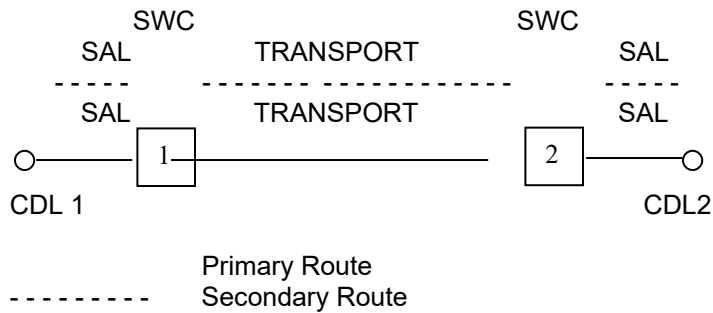 SWC SWC
SAL TRANSPORT SAL
SAL TRANSPORT SAL
1 2
CDL 1 CDL2
Primary Route
Secondary Route